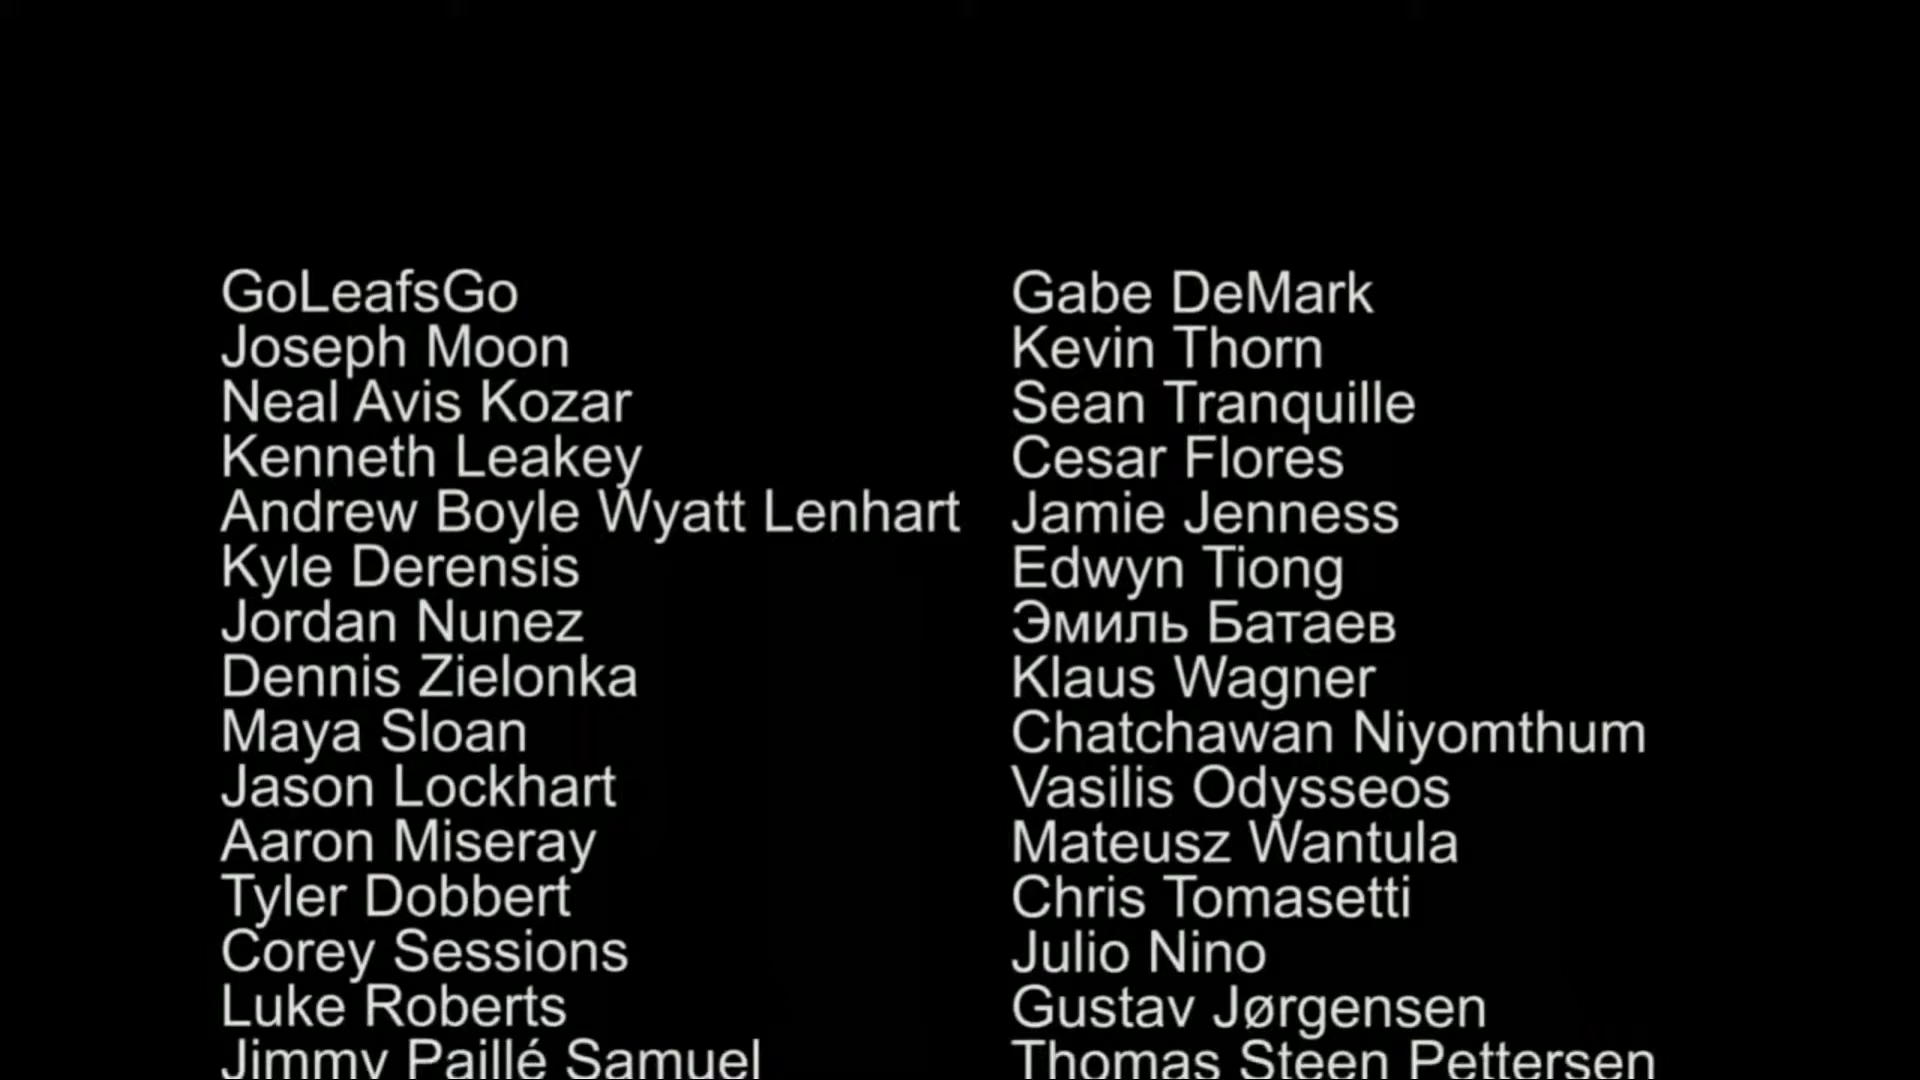 GoLeafsGo
Joseph Moon
Neal Avis Kozar
Kenneth Leakey
Andrew Boyle Wyatt Lenhart
Kyle Derensis
Jordan Nunez
Dennis Zielonka
Maya Sloan
Jason Lockhart
Aaron Miseray
Tyler Dobbert
Corey Sessions
Luke Roberts
Jimmy Paillé Samuel
Gabe DeMark
Kevin Thorn
Sean Tranquille
Cesar Flores
Jamie Jenness
Edwyn Tiong
Эмиль Батаев
Klaus Wagner
Chatchawan Niyomthum
Vasilis Odysseos
Mateusz Wantula
Chris Tomasetti
Julio Nino
Gustav Jørgensen
Thomas Steen Pettersen